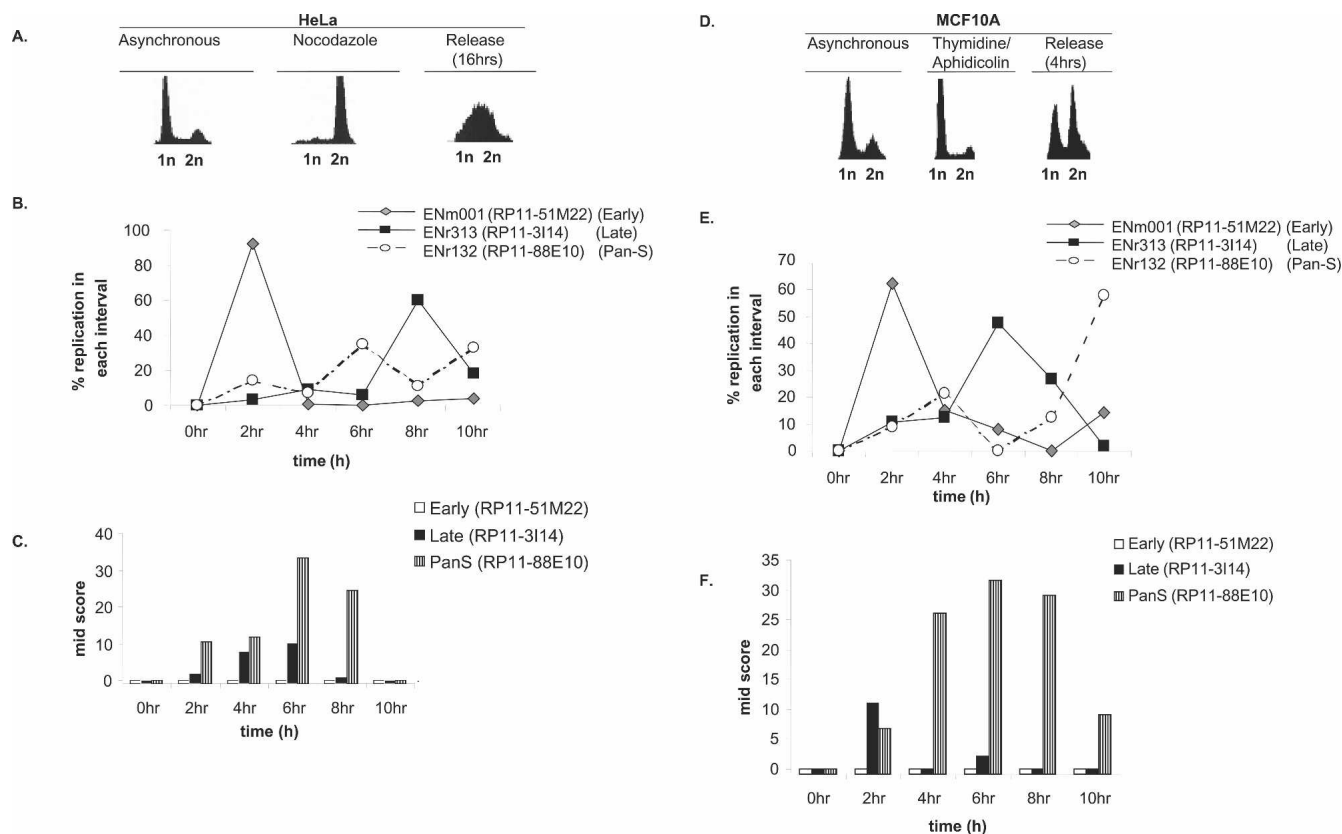 HeLa
A.
Asynchronous Nocodazole Release
(16hrs)
1n 2n 1n 2n 1n 2n
B.
ENm001 (RP11-51M22) (Early)
ENr313 (RP11-3I14) (Late)
ENr132 (RP11-88E10) (Pan-S)
% replication in
each interval
100
80
60
40
20
0
0hr 2hr 4hr 6hr 8hr 10hr
time (h)
C.
Early (RP11-51M22)
Late (RP11-3I14)
PanS (RP11-88E10)
mid score
40
30
20
10
0
0hr 2hr 4hr 6hr 8hr 10hr
time (h)
D.
MCF10A
Asynchronous Thymidine/ Release
Aphidicolin (4hrs)
1n 2n 1n 2n 1n 2n
E.
ENm001 (RP11-51M22) (Early)
ENr313 (RP11-3I14) (Late)
ENr132 (RP11-88E10) (Pan-S)
% replication in
each interval
70
60
50
40
30
20
10
0
0hr 2hr 4hr 6hr 8hr 10hr
time (h)
F.
Early (RP11-51M22)
Late (RP11-3I14)
PanS (RP11-88E10)
mid score
35
30
25
20
15
10
5
0
0hr 2hr 4hr 6hr 8hr 10hr
time (h)